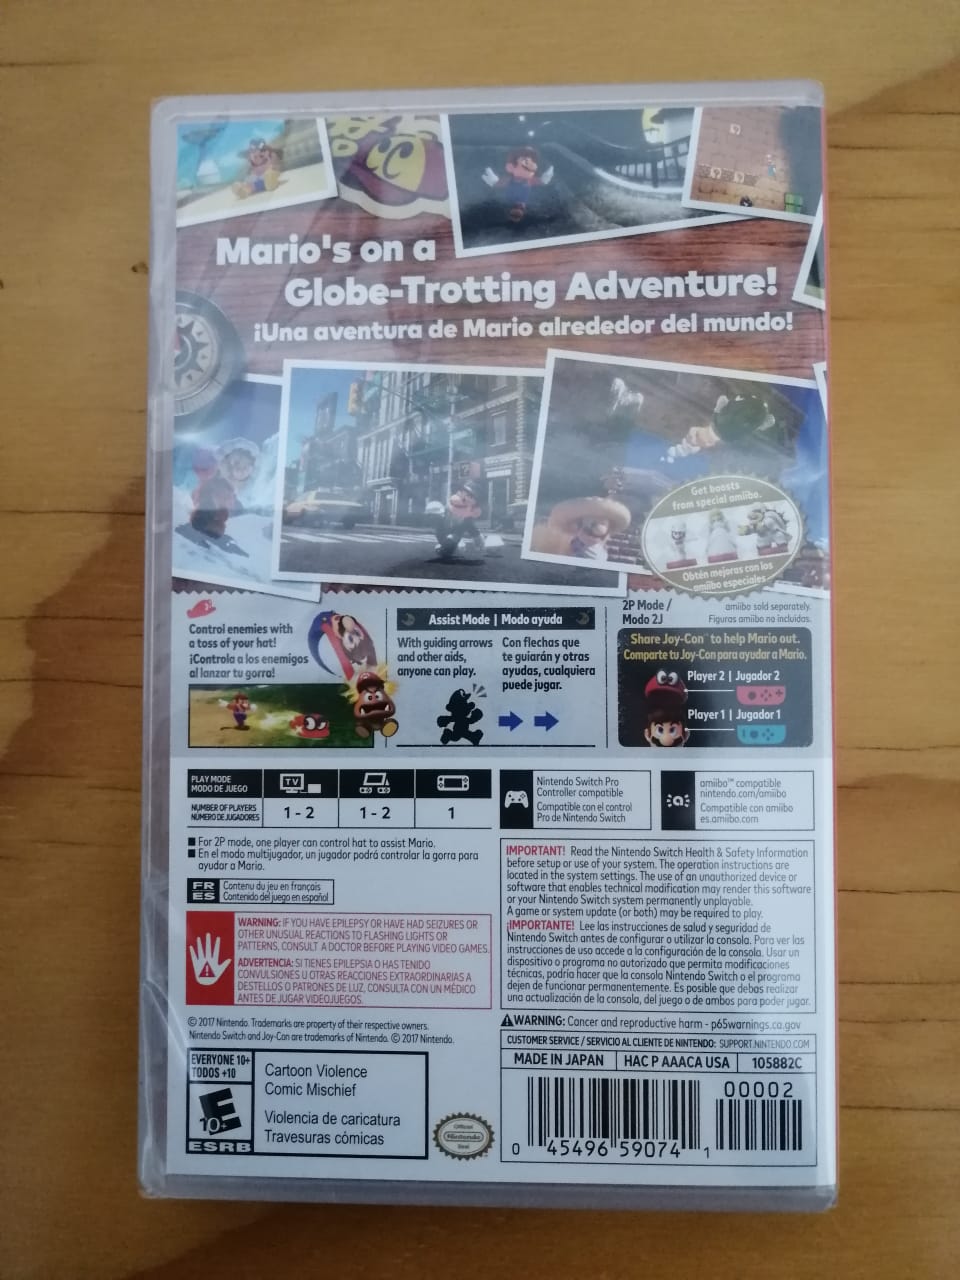 CC
Mario's on a
Globe-Trotting Adventure!
¡Una aventura de Mario alrededor del mundo!
Get boosts
from special amiibo.
Obtén mejoras con los
amiibo especiales
Control enemies with
a toss of your hat!
¡Controla a los enemigos
al lanzar tu gorra!
Assist Mode | Modo ayuda
With guiding arrows
and other aids,
anyone can play.
Con flechas que
te guiarán y otras
ayudas, cualquiera
puede jugar.
2P Mode /
Modo 2J
amiibo sold separately.
Figuras amiibo no incluidas.
Share Joy-Con™ to help Mario out.
Comparte tu Joy-Con para ayudar a Mario.
Player 2 | Jugador 2
Player 1 | Jugador 1
PLAY MODE
MODO DE JUEGO
TV
NUMBER OF PLAYERS
NÚMERO DE JUGADORES
1 - 2
1 - 2
1
Nintendo Switch Pro
Controller compatible
Compatible con el control
Pro de Nintendo Switch
amiibo™ compatible
nintendo.com/amiibo
Compatible con amiibo
es.amiibo.com
■ For 2P mode, one player can control hat to assist Mario.
■ En el modo multijugador, un jugador podrá controlar la gorra para
ayudar a Mario.
FR Contenu du jeu en français
ES Contenido del juego en español
WARNING: IF YOU HAVE EPILEPSY OR HAVE HAD SEIZURES OR
OTHER UNUSUAL REACTIONS TO FLASHING LIGHTS OR
PATTERNS, CONSULT A DOCTOR BEFORE PLAYING VIDEO GAMES.
ADVERTENCIA: SI TIENES EPILEPSIA O HAS TENIDO
CONVULSIONES U OTRAS REACCIONES EXTRAORDINARIAS A
DESTELLOS O PATRONES DE LUZ, CONSULTA CON UN MÉDICO
ANTES DE JUGAR VIDEOJUEGOS.
IMPORTANT! Read the Nintendo Switch Health & Safety Information
before setup or use of your system. The operation instructions are
located in the system settings. The use of an unauthorized device or
software that enables technical modification may render this software
or your Nintendo Switch system permanently unplayable.
A game or system update (or both) may be required to play.
¡IMPORTANTE! Lee las instrucciones de salud y seguridad de
Nintendo Switch antes de configurar o utilizar la consola. Para ver las
instrucciones de uso accede a la configuración de la consola. Usar un
dispositivo o programa no autorizado que permita modificaciones
técnicas, podría hacer que la consola Nintendo Switch o el programa
dejen de funcionar permanentemente. Es posible que debas realizar
una actualización de la consola, del juego o de ambos para poder jugar.
© 2017 Nintendo. Trademarks are property of their respective owners.
Nintendo Switch and Joy-Con are trademarks of Nintendo. © 2017 Nintendo.
⚠WARNING: Cancer and reproductive harm - p65warnings.ca.gov
CUSTOMER SERVICE / SERVICIO AL CLIENTE DE NINTENDO: SUPPORT.NINTENDO.COM
MADE IN JAPAN HAC P AAACA USA 105882C
EVERYONE 10+
TODOS +10
E
10+
ESRB
Cartoon Violence
Comic Mischief
Violencia de caricatura
Travesuras cómicas
Official
Nintendo
Seal
00002
0 45496 59074 1